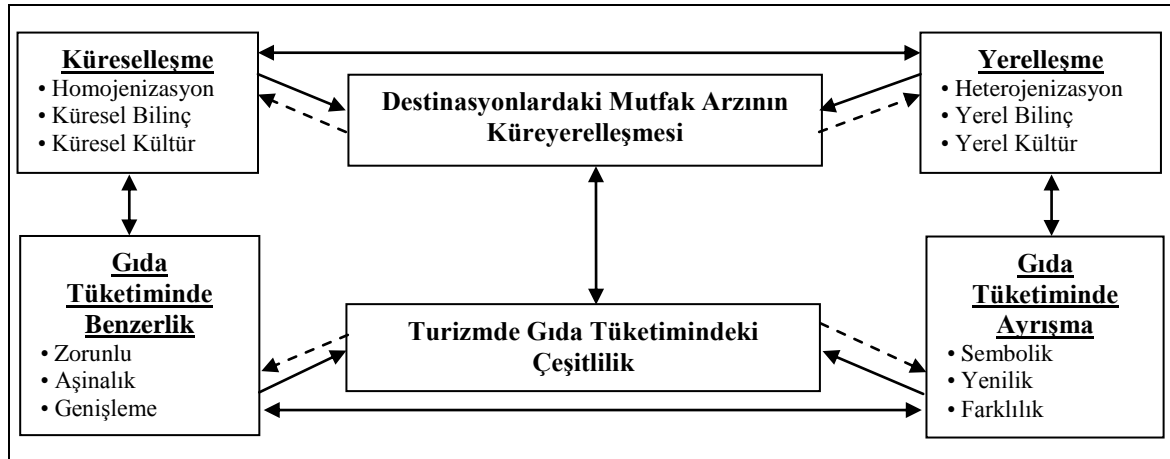 Küreselleşme
• Homojenizasyon
• Küresel Bilinç
• Küresel Kültür
Destinasyonlardaki Mutfak Arzının
Küreyerelleşmesi
Yerelleşme
• Heterojenizasyon
• Yerel Bilinç
• Yerel Kültür
Gıda
Tüketiminde
Benzerlik
• Zorunlu
• Aşinalık
• Genişleme
Turizmde Gıda Tüketimindeki
Çeşitlilik
Gıda
Tüketiminde
Ayrışma
• Sembolik
• Yenilik
• Farklılık